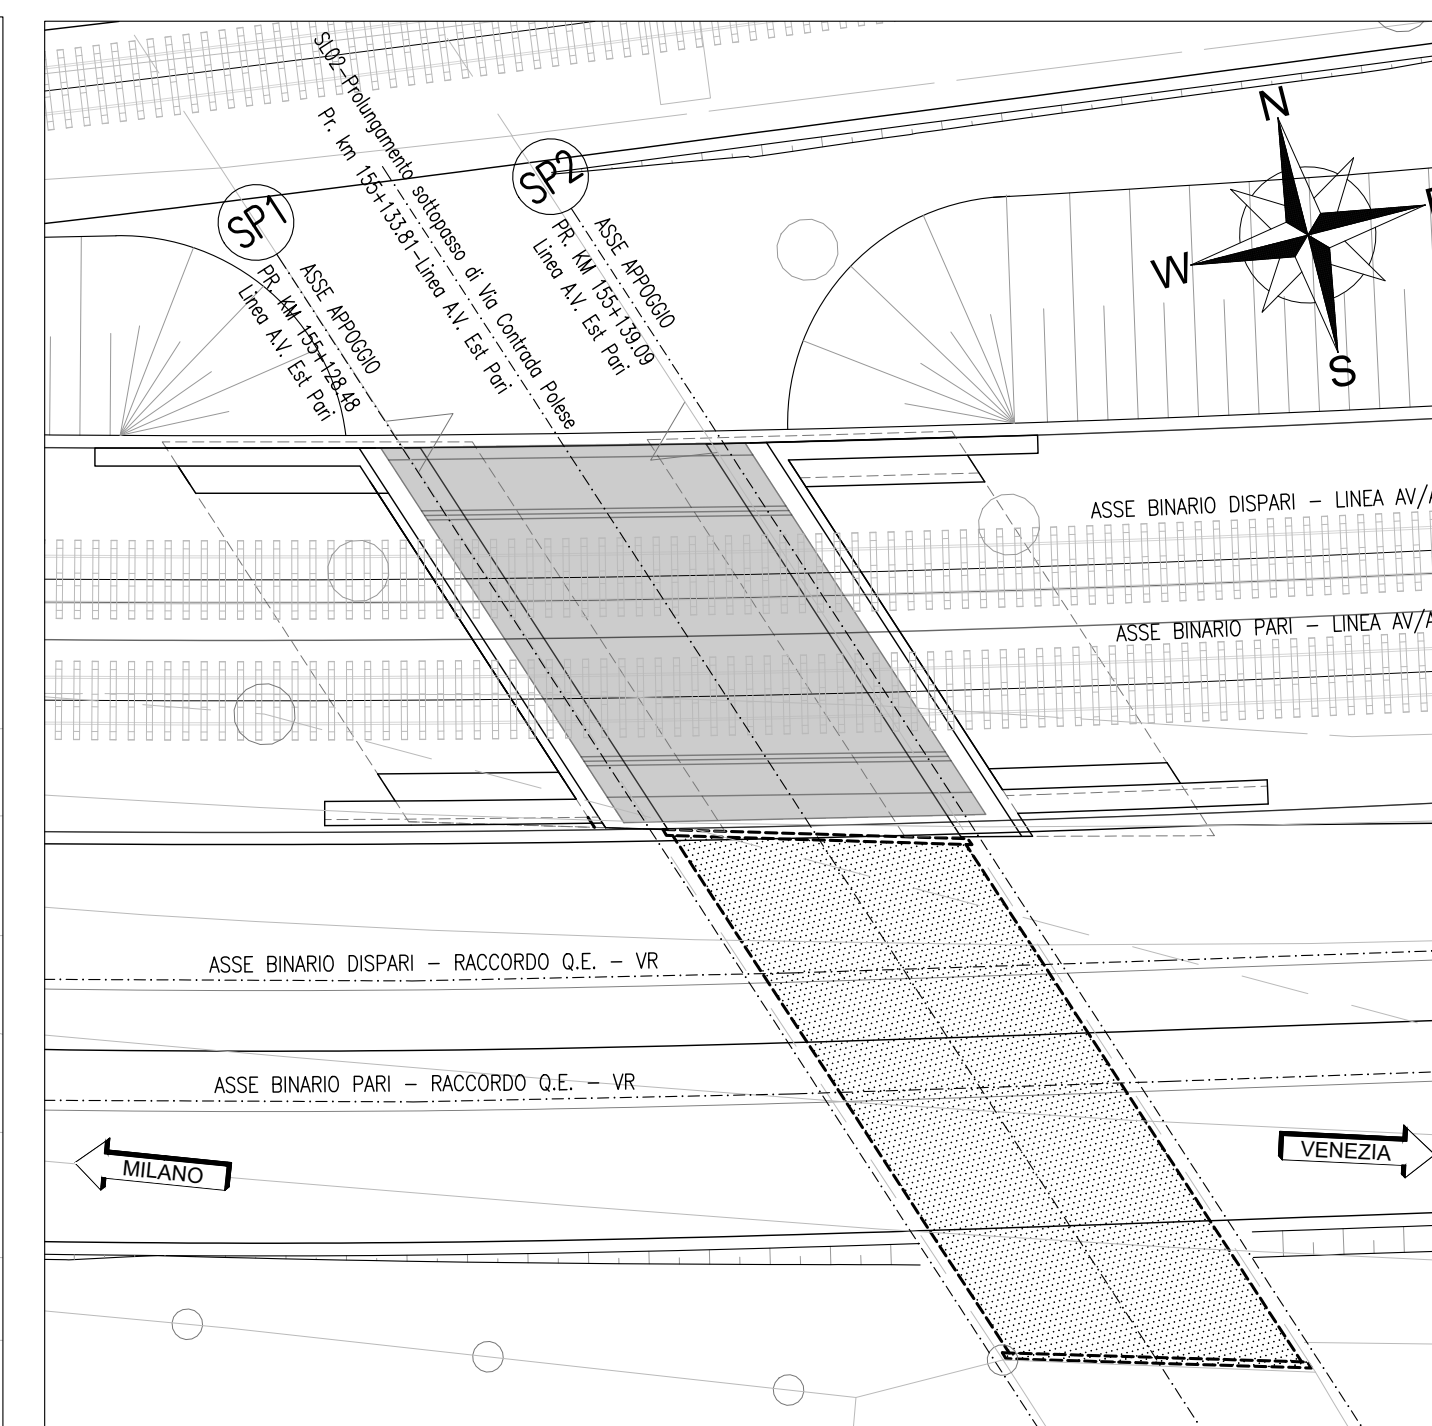 SL02-Prolungamento sottopasso di Via Contrada Polese
Pr. km 155+133.81-Linea A.V. Est Pari
SP1
ASSE APPOGGIO
PR. KM 155+128.48
Linea A.V. Est Pari
SP2
ASSE APPOGGIO
PR. KM 155+139.09
Linea A.V. Est Pari
N
W
S
ASSE BINARIO DISPARI - LINEA AV/
ASSE BINARIO PARI - LINEA AV/
ASSE BINARIO DISPARI - RACCORDO Q.E. - VR
ASSE BINARIO PARI - RACCORDO Q.E. - VR
MILANO
VENEZIA